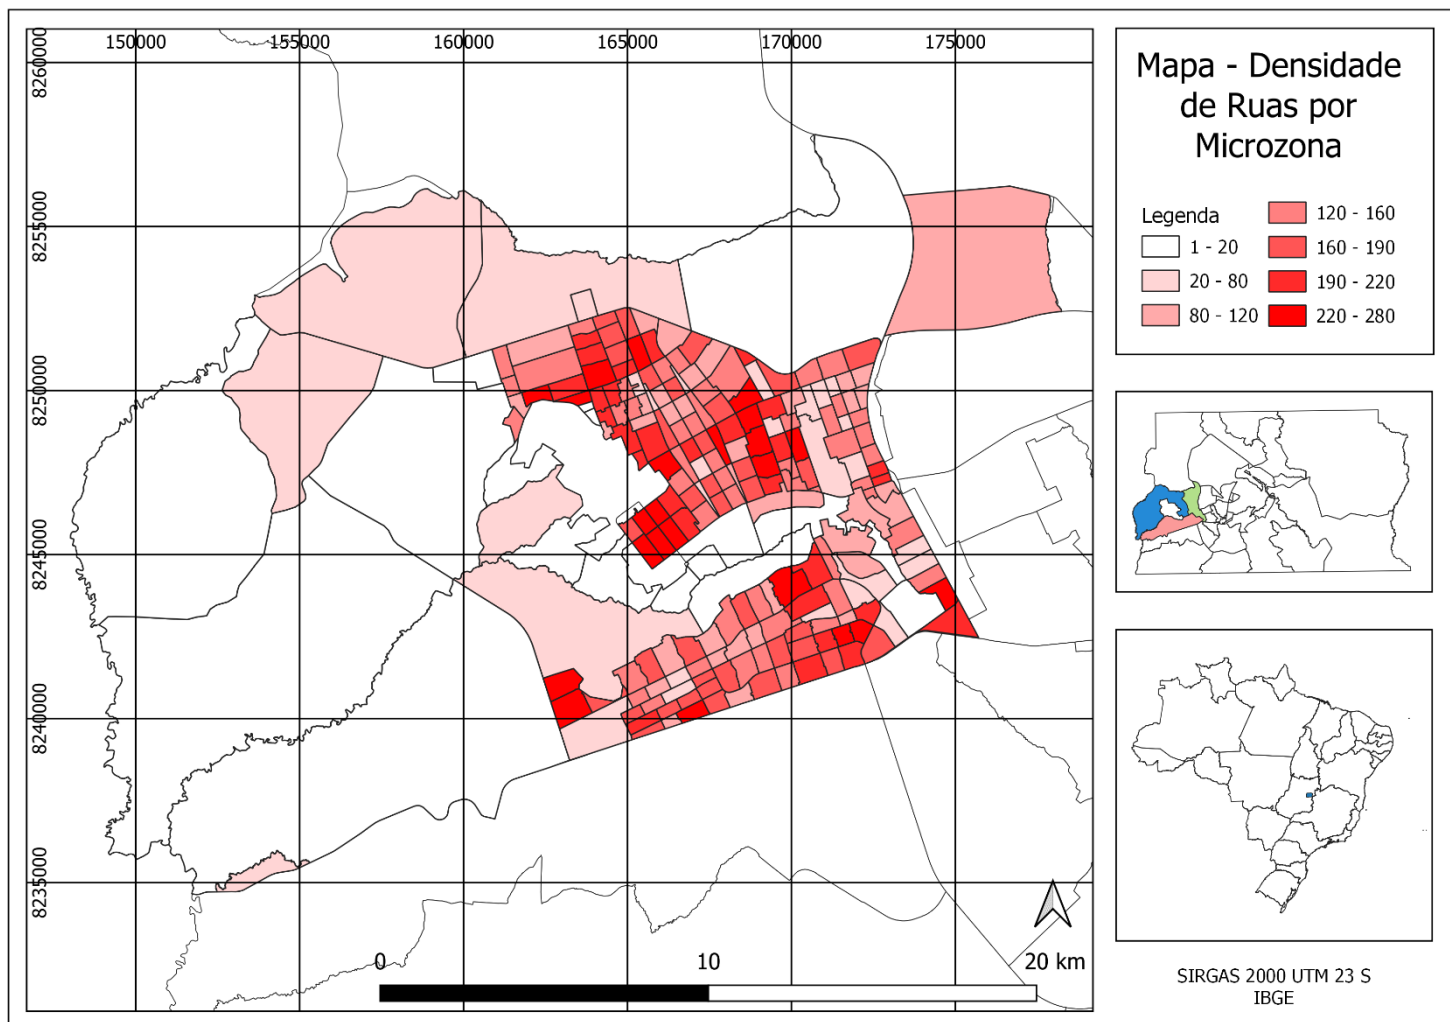 150000 155000 160000 165000 170000 175000
8260000
8255000
8250000
8245000
8240000
8235000
0 10 20 km
Mapa - Densidade
de Ruas por
Microzona
Legenda
1 - 20
20 - 80
80 - 120
120 - 160
160 - 190
190 - 220
220 - 280
SIRGAS 2000 UTM 23 S
IBGE